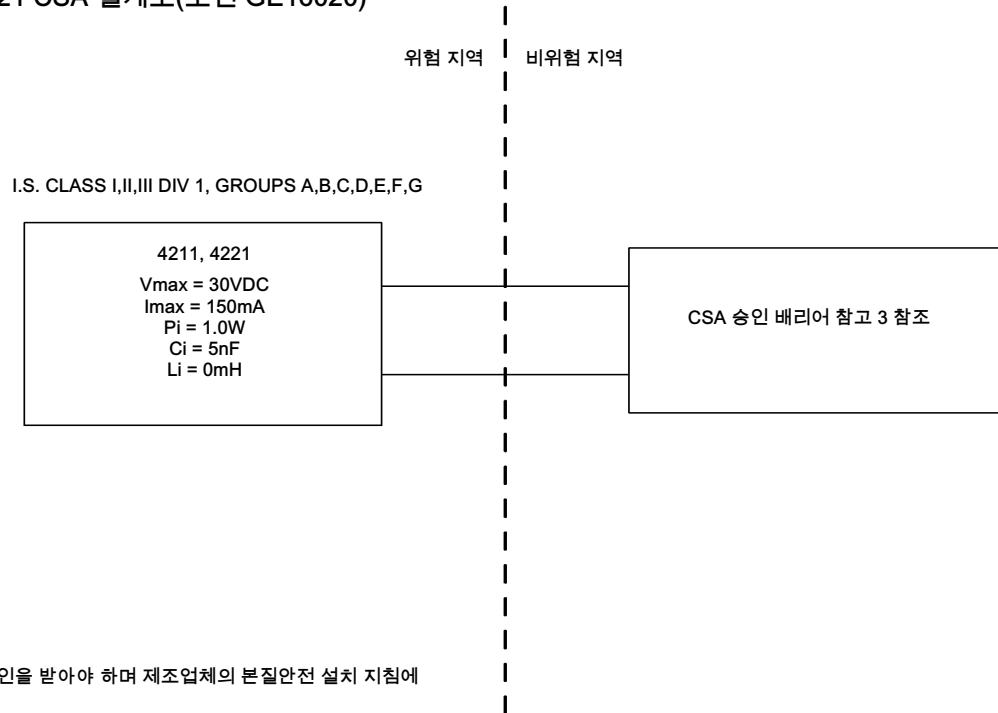 위험 지역
비위험 지역
I.S. CLASS I,II,III DIV 1, GROUPS A,B,C,D,E,F,G
4211, 4221
Vmax = 30VDC
Imax = 150mA
Pi = 1.0W
Ci = 5nF
Li = 0mH
CSA 승인 배리어 참고 3 참조
인을 받아야 하며 제조업체의 본질안전 설치 지침에